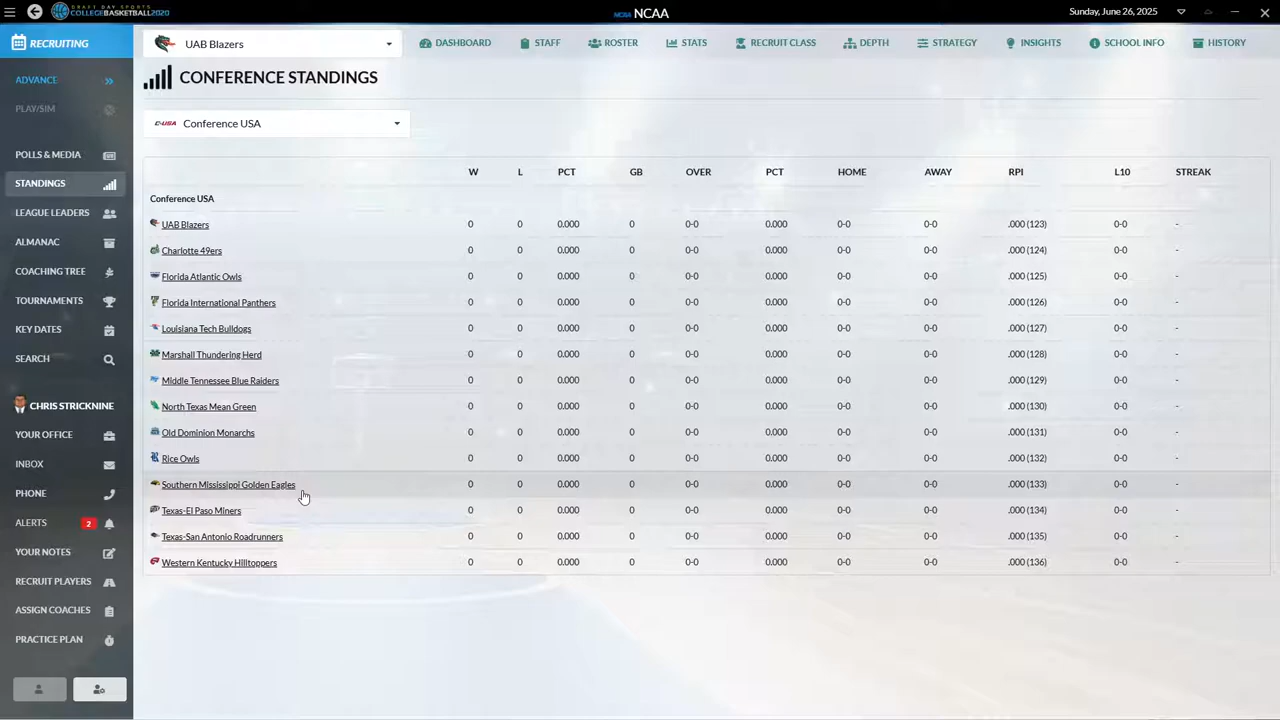 DRAFT DAY SPORTS
COLLEGE BASKETBALL 2020
NCAA NCAA
Sunday, June 26, 2025
RECRUITING
UAB Blazers
DASHBOARD STAFF ROSTER STATS RECRUIT CLASS DEPTH STRATEGY INSIGHTS SCHOOL INFO HISTORY
ADVANCE
PLAY/SIM
POLLS & MEDIA
STANDINGS
LEAGUE LEADERS
ALMANAC
COACHING TREE
TOURNAMENTS
KEY DATES
SEARCH
CHRIS STRICKNINE
YOUR OFFICE
INBOX
PHONE
ALERTS 2
YOUR NOTES
RECRUIT PLAYERS
ASSIGN COACHES
PRACTICE PLAN
CONFERENCE STANDINGS
C-USA Conference USA
W L PCT GB OVER PCT HOME AWAY RPI L10 STREAK
Conference USA
UAB Blazers 0 0 0.000 0 0-0 0.000 0-0 0-0 .000 (123) 0-0 -
Charlotte 49ers 0 0 0.000 0 0-0 0.000 0-0 0-0 .000 (124) 0-0 -
Florida Atlantic Owls 0 0 0.000 0 0-0 0.000 0-0 0-0 .000 (125) 0-0 -
Florida International Panthers 0 0 0.000 0 0-0 0.000 0-0 0-0 .000 (126) 0-0 -
Louisiana Tech Bulldogs 0 0 0.000 0 0-0 0.000 0-0 0-0 .000 (127) 0-0 -
Marshall Thundering Herd 0 0 0.000 0 0-0 0.000 0-0 0-0 .000 (128) 0-0 -
Middle Tennessee Blue Raiders 0 0 0.000 0 0-0 0.000 0-0 0-0 .000 (129) 0-0 -
North Texas Mean Green 0 0 0.000 0 0-0 0.000 0-0 0-0 .000 (130) 0-0 -
Old Dominion Monarchs 0 0 0.000 0 0-0 0.000 0-0 0-0 .000 (131) 0-0 -
Rice Owls 0 0 0.000 0 0-0 0.000 0-0 0-0 .000 (132) 0-0 -
Southern Mississippi Golden Eagles 0 0 0.000 0 0-0 0.000 0-0 0-0 .000 (133) 0-0 -
Texas-El Paso Miners 0 0 0.000 0 0-0 0.000 0-0 0-0 .000 (134) 0-0 -
Texas-San Antonio Roadrunners 0 0 0.000 0 0-0 0.000 0-0 0-0 .000 (135) 0-0 -
Western Kentucky Hilltoppers 0 0 0.000 0 0-0 0.000 0-0 0-0 .000 (136) 0-0 -